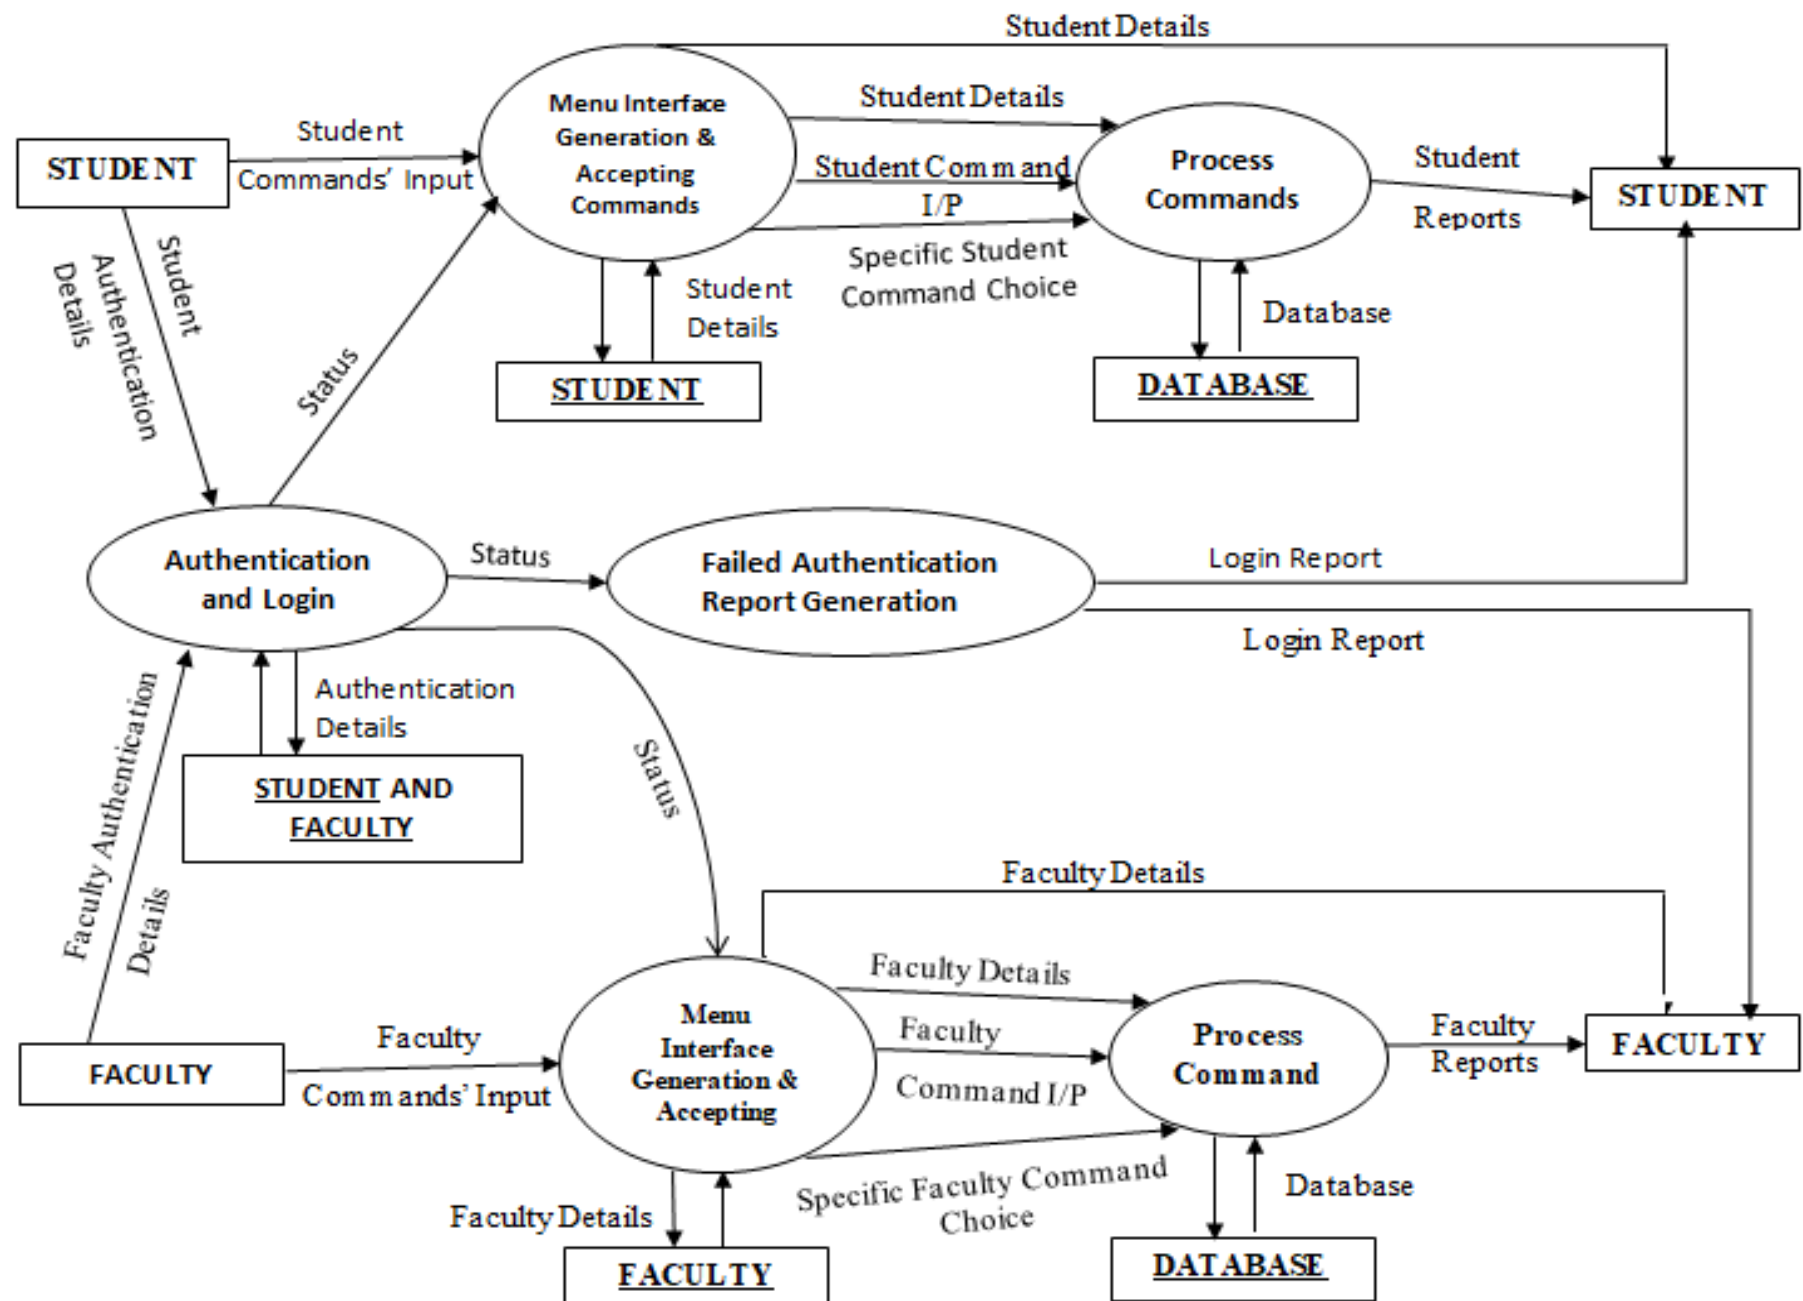 Student Details
Menu Interface
Generation &
Accepting
Commands
Student Details
Student
Commands' Input
STUDENT
Student Command
I/P
Process
Commands
Student
Reports
STUDENT
Specific Student
Command Choice
Student
Authentication
Details
Status
Student
Details
STUDENT
Database
DATABASE
Authentication
and Login
Status
Failed Authentication
Report Generation
Login Report
Login Report
Authentication
Details
STUDENT AND
FACULTY
Faculty Authentication
Details
Status
Faculty Details
Faculty Details
Menu
Interface
Generation &
Accepting
Faculty
Commands' Input
FACULTY
Faculty
Command I/P
Process
Command
Faculty
Reports
FACULTY
Specific Faculty Command
Choice
Faculty Details
FACULTY
Database
DATABASE